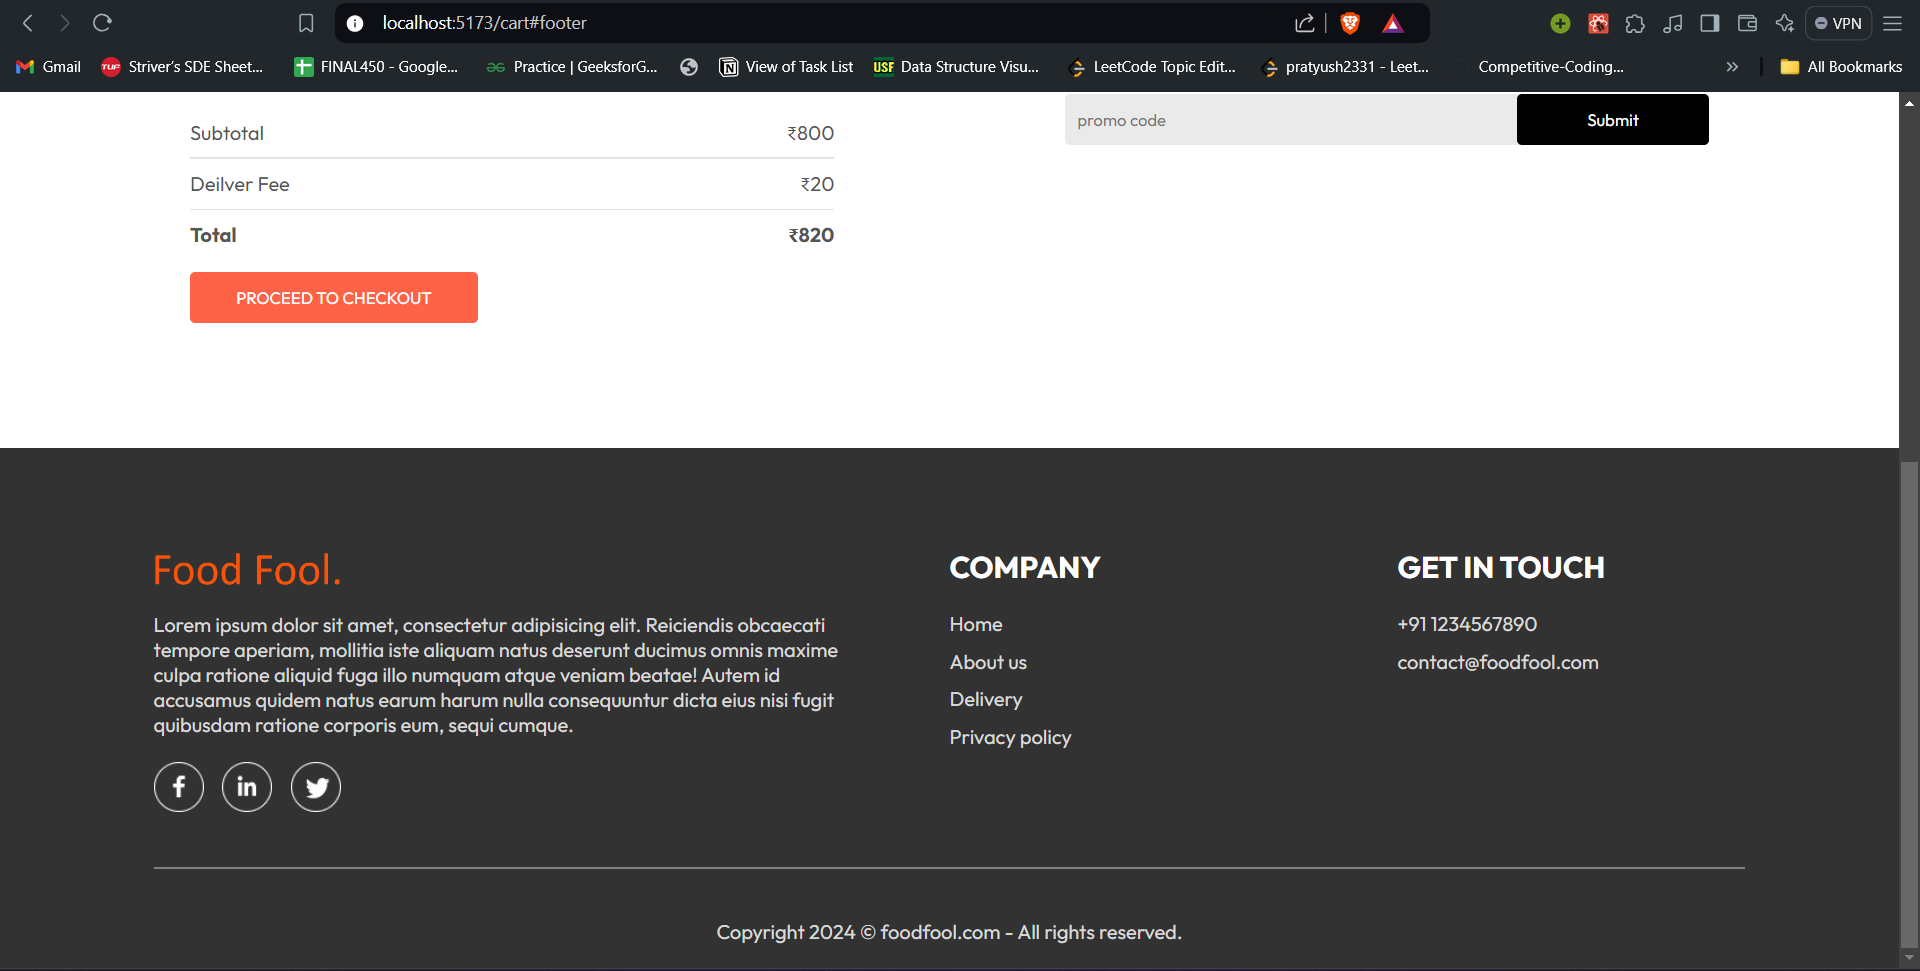 localhost:5173/cart#footer
VPN
Gmail
TUF
Striver's SDE Sheet...
FINAL450 - Google...
Practice | GeeksforG...
View of Task List
USF
Data Structure Visu...
LeetCode Topic Edit...
pratyush2331 - Leet...
Competitive-Coding...
All Bookmarks
promo code
Submit
Subtotal ₹800
Deilver Fee ₹20
Total ₹820
PROCEED TO CHECKOUT
Food Fool.
Lorem ipsum dolor sit amet, consectetur adipisicing elit. Reiciendis obcaecati
tempore aperiam, mollitia iste aliquam natus deserunt ducimus omnis maxime
culpa ratione aliquid fuga illo numquam atque veniam beatae! Autem id
accusamus quidem natus earum harum nulla consequuntur dicta eius nisi fugit
quibusdam ratione corporis eum, sequi cumque.
COMPANY
Home
About us
Delivery
Privacy policy
GET IN TOUCH
+91 1234567890
contact@foodfool.com
Copyright 2024 © foodfool.com - All rights reserved.